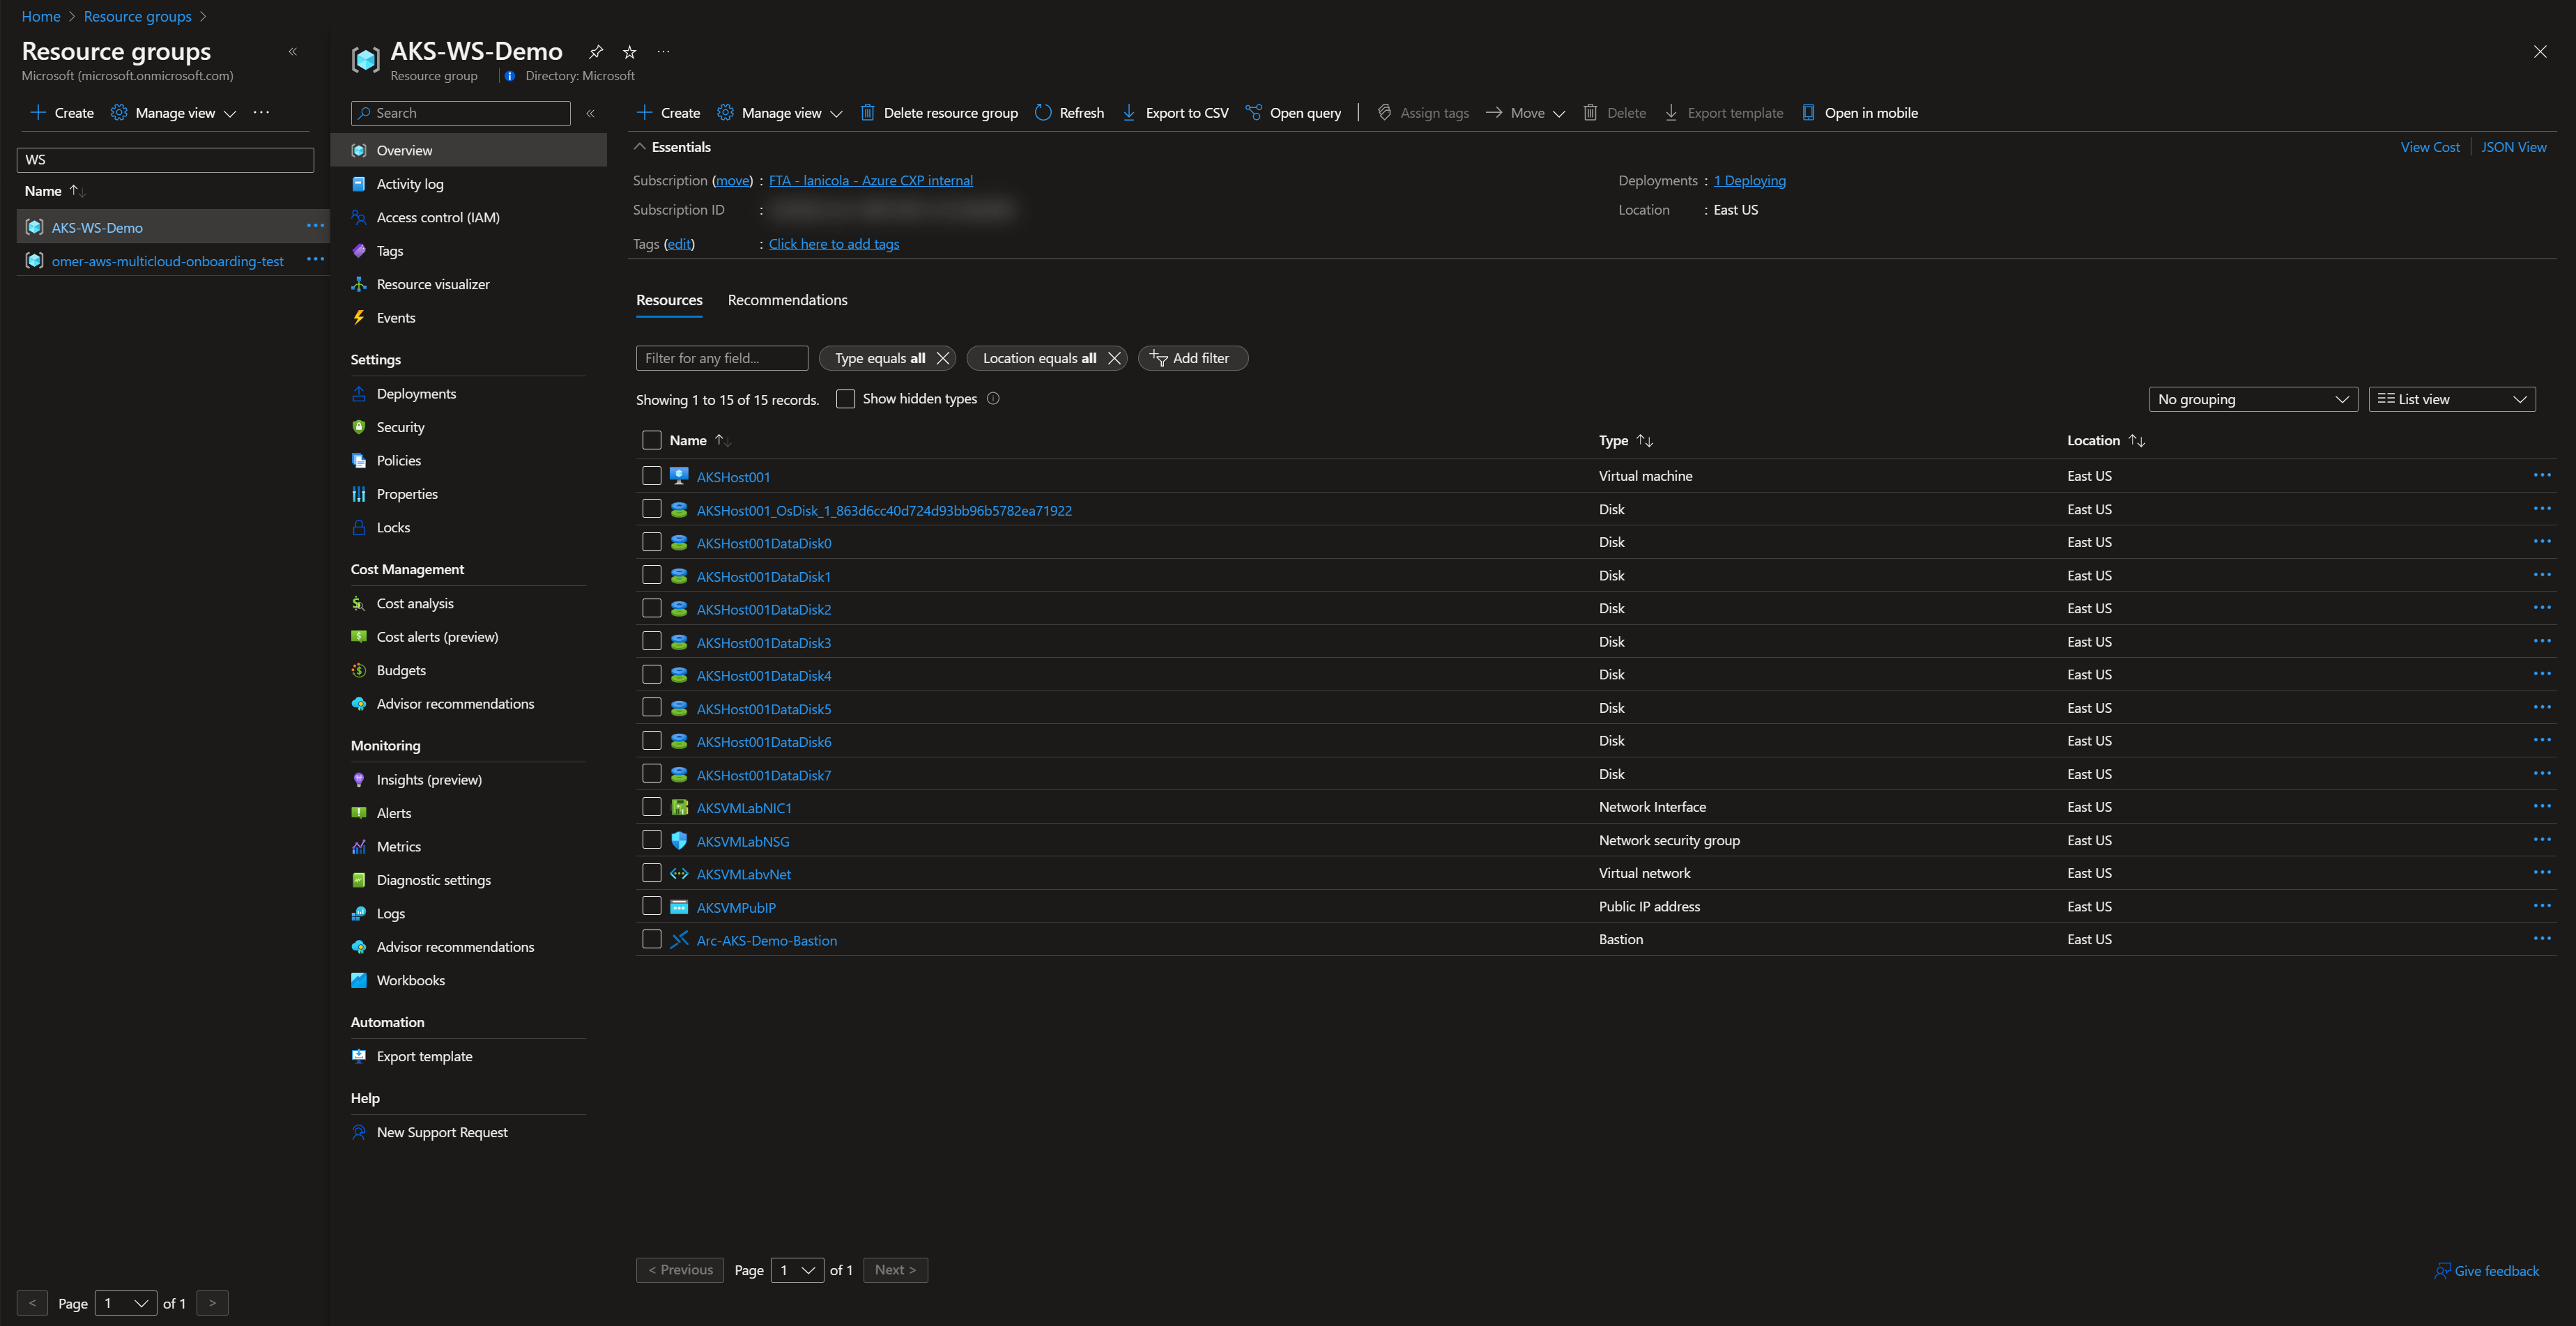 Home > Resource groups >
Resource groups
Microsoft (microsoft.onmicrosoft.com)
Create Manage view
WS
Name
AKS-WS-Demo
omer-aws-multicloud-onboarding-test
< Page 1 of 1 >
AKS-WS-Demo
Resource group Directory: Microsoft
Search
Overview
Activity log
Access control (IAM)
Tags
Resource visualizer
Events
Settings
Deployments
Security
Policies
Properties
Locks
Cost Management
Cost analysis
Cost alerts (preview)
Budgets
Advisor recommendations
Monitoring
Insights (preview)
Alerts
Metrics
Diagnostic settings
Logs
Advisor recommendations
Workbooks
Automation
Export template
Help
New Support Request
Create Manage view Delete resource group Refresh Export to CSV Open query Assign tags Move Delete Export template Open in mobile
Essentials View Cost JSON View
Subscription (move) : FTA - lanicola - Azure CXP internal Deployments : 1 Deploying
Subscription ID : Location : East US
Tags (edit) : Click here to add tags
Resources Recommendations
Filter for any field... Type equals all Location equals all Add filter
Showing 1 to 15 of 15 records. Show hidden types No grouping List view
Name Type Location
AKSHost001 Virtual machine East US
AKSHost001_OsDisk_1_863d6cc40d724d93bb96b5782ea71922 Disk East US
AKSHost001DataDisk0 Disk East US
AKSHost001DataDisk1 Disk East US
AKSHost001DataDisk2 Disk East US
AKSHost001DataDisk3 Disk East US
AKSHost001DataDisk4 Disk East US
AKSHost001DataDisk5 Disk East US
AKSHost001DataDisk6 Disk East US
AKSHost001DataDisk7 Disk East US
AKSVMLabNIC1 Network Interface East US
AKSVMLabNSG Network security group East US
AKSVMLabvNet Virtual network East US
AKSVMPubIP Public IP address East US
Arc-AKS-Demo-Bastion Bastion East US
< Previous Page 1 of 1 Next > Give feedback